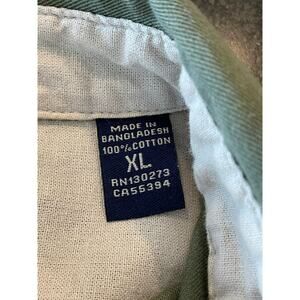 MADE IN
BANGLADESH
100% COTTON
XL
RN130273
CA55394